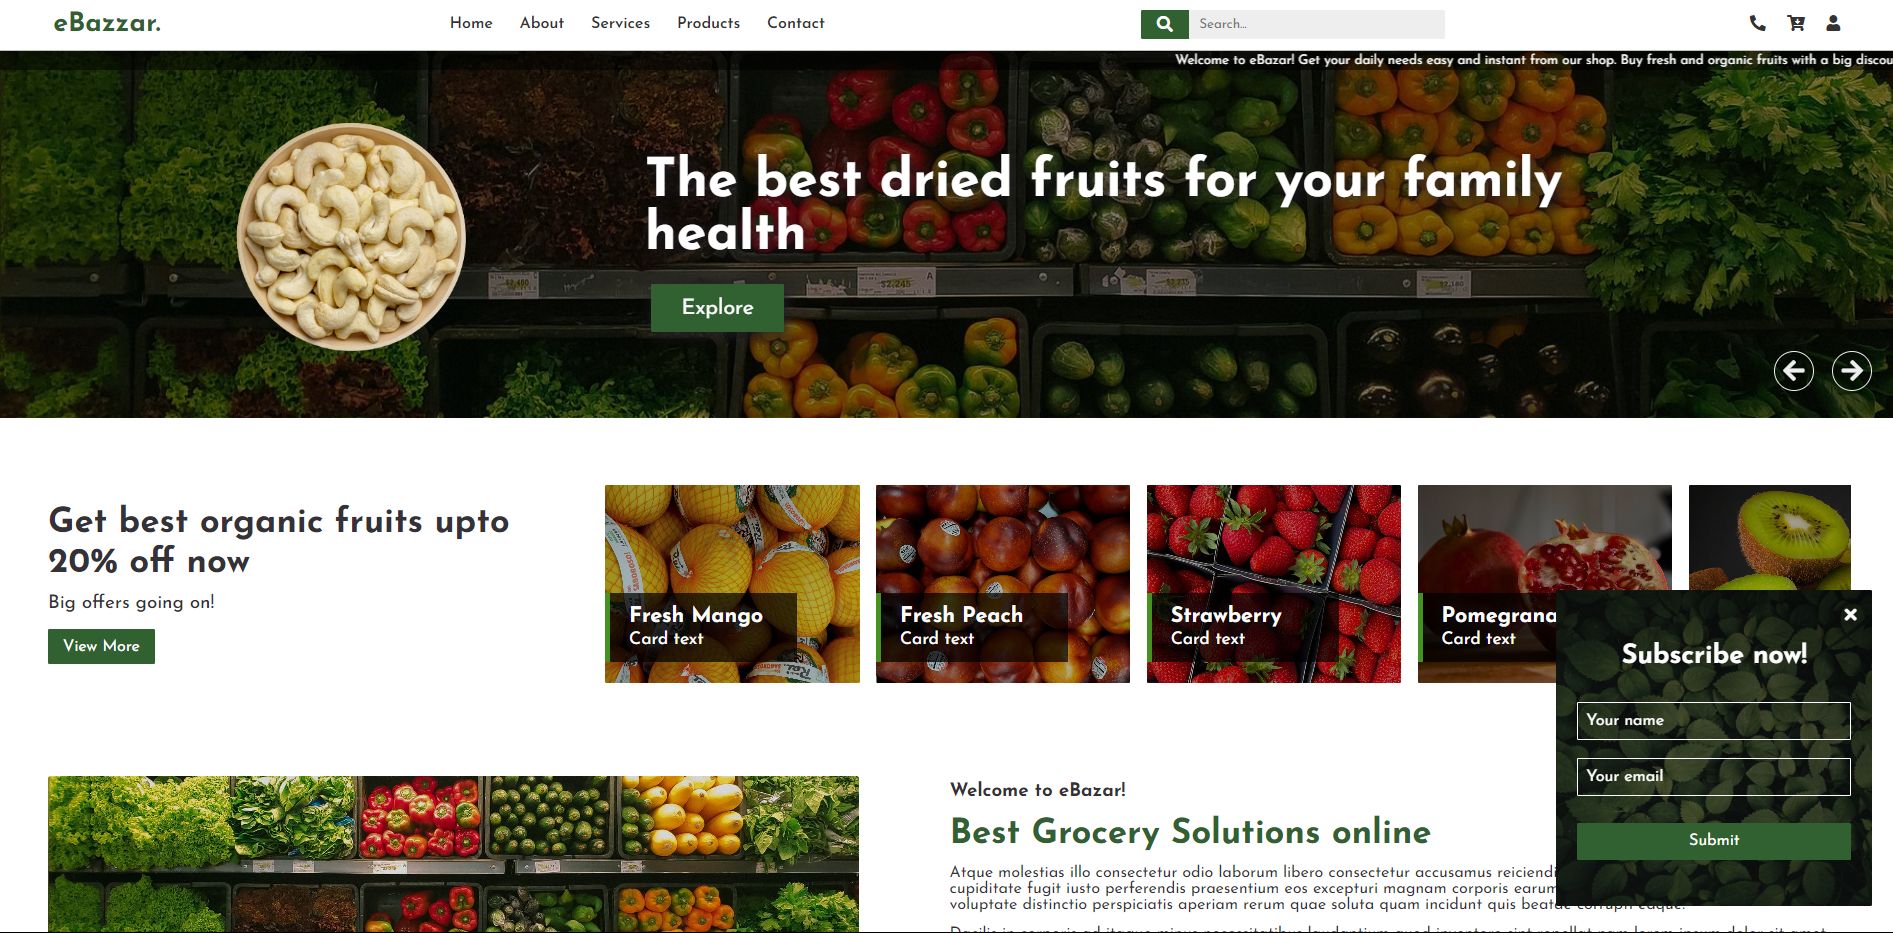 eBazzar.
Home
About
Services
Products
Contact
Search...
Welcome to eBazar! Get your daily needs easy and instant from our shop. Buy fresh and organic fruits with a big
The best dried fruits for your family
health
Explore
Get best organic fruits upto
20% off now
Big offers going on!
View More
Fresh Mango
Card text
Fresh Peach
Card text
Strawberry
Card text
Card text
Subscribe now!
Your name
Your email
Submit
Welcome to eBazar!
Best Grocery Solutions online
Atque molestias illo consectetur odio laborum libero consectetur accusamus
cupiditate fugit iusto perferendis praesentium eos excepturi magnam corporis earum
voluptate distinctio perspiciatis aperiam rerum quae soluta quam incidunt quis